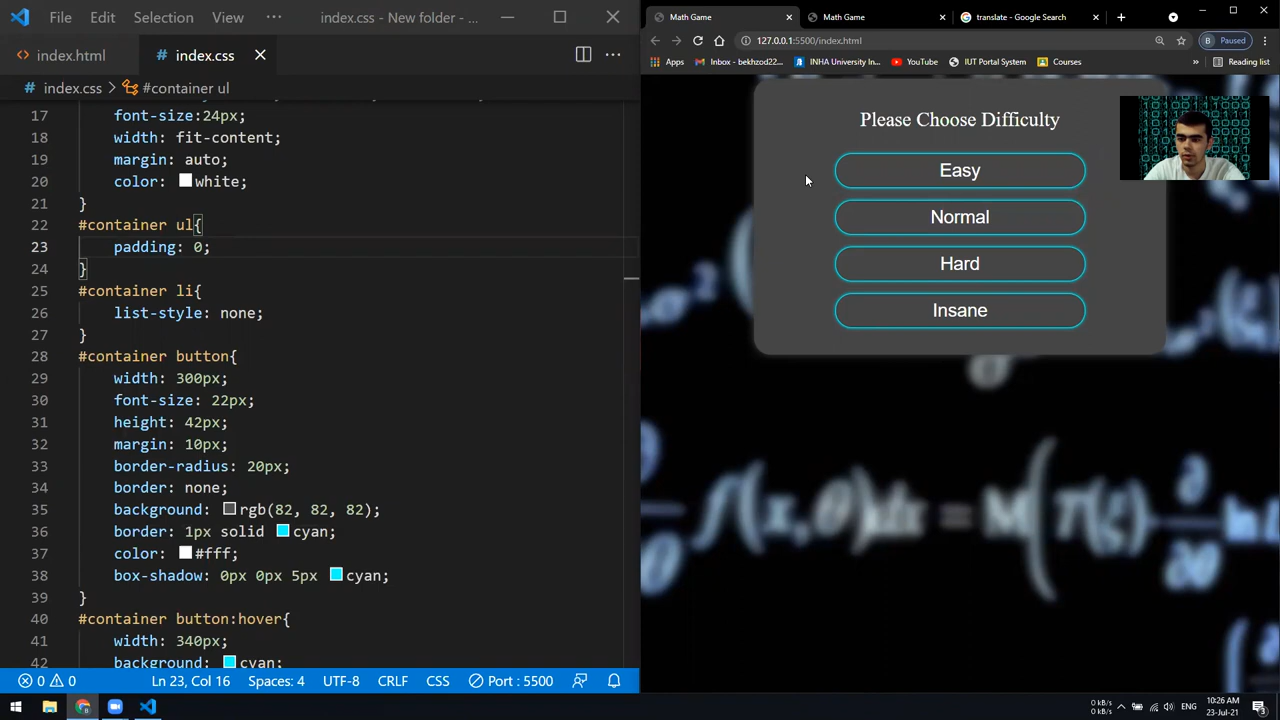 File Edit Selection View ··· index.css - New folder - ...
index.html
# index.css
# index.css > #container ul
17 font-size:24px;
18 width: fit-content;
19 margin: auto;
20 color: white;
21 }
22 #container ul{
23 padding: 0;
24 }
25 #container li{
26 list-style: none;
27 }
28 #container button{
29 width: 300px;
30 font-size: 22px;
31 height: 42px;
32 margin: 10px;
33 border-radius: 20px;
34 border: none;
35 background: rgb(82, 82, 82);
36 border: 1px solid cyan;
37 color: #fff;
38 box-shadow: 0px 0px 5px cyan;
39 }
40 #container button:hover{
41 width: 340px;
42 background: cyan;
0 0 Ln 23, Col 16 Spaces: 4 UTF-8 CRLF CSS Port : 5500
Math Game
Math Game
translate - Google Search
127.0.0.1:5500/index.html
B Paused
Apps Inbox - bekhzod22... INHA University In... YouTube IUT Portal System Courses » Reading list
Please Choose Difficulty
Easy
Normal
Hard
Insane
f(x,θ)dx = M(T(ξ)· ∂/∂θ ln
ENG 10:26 AM
23-Jul-21
3